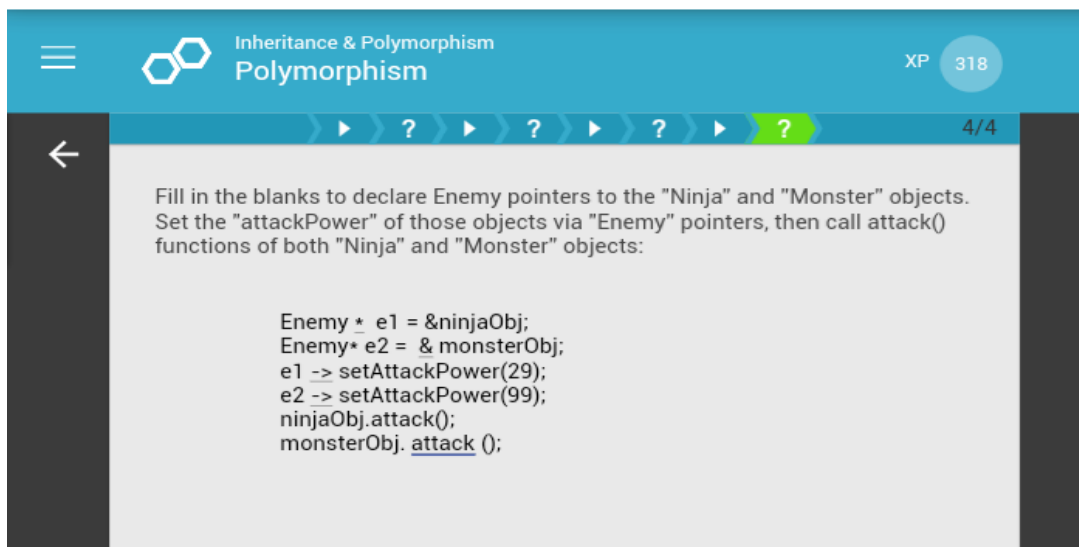 Inheritance & Polymorphism
Polymorphism
XP 318
? ? ? ? 4/4
Fill in the blanks to declare Enemy pointers to the "Ninja" and "Monster" objects.
Set the "attackPower" of those objects via "Enemy" pointers, then call attack()
functions of both "Ninja" and "Monster" objects:
Enemy * e1 = &ninjaObj;
Enemy* e2 = & monsterObj;
e1 -> setAttackPower(29);
e2 -> setAttackPower(99);
ninjaObj.attack();
monsterObj. attack ();